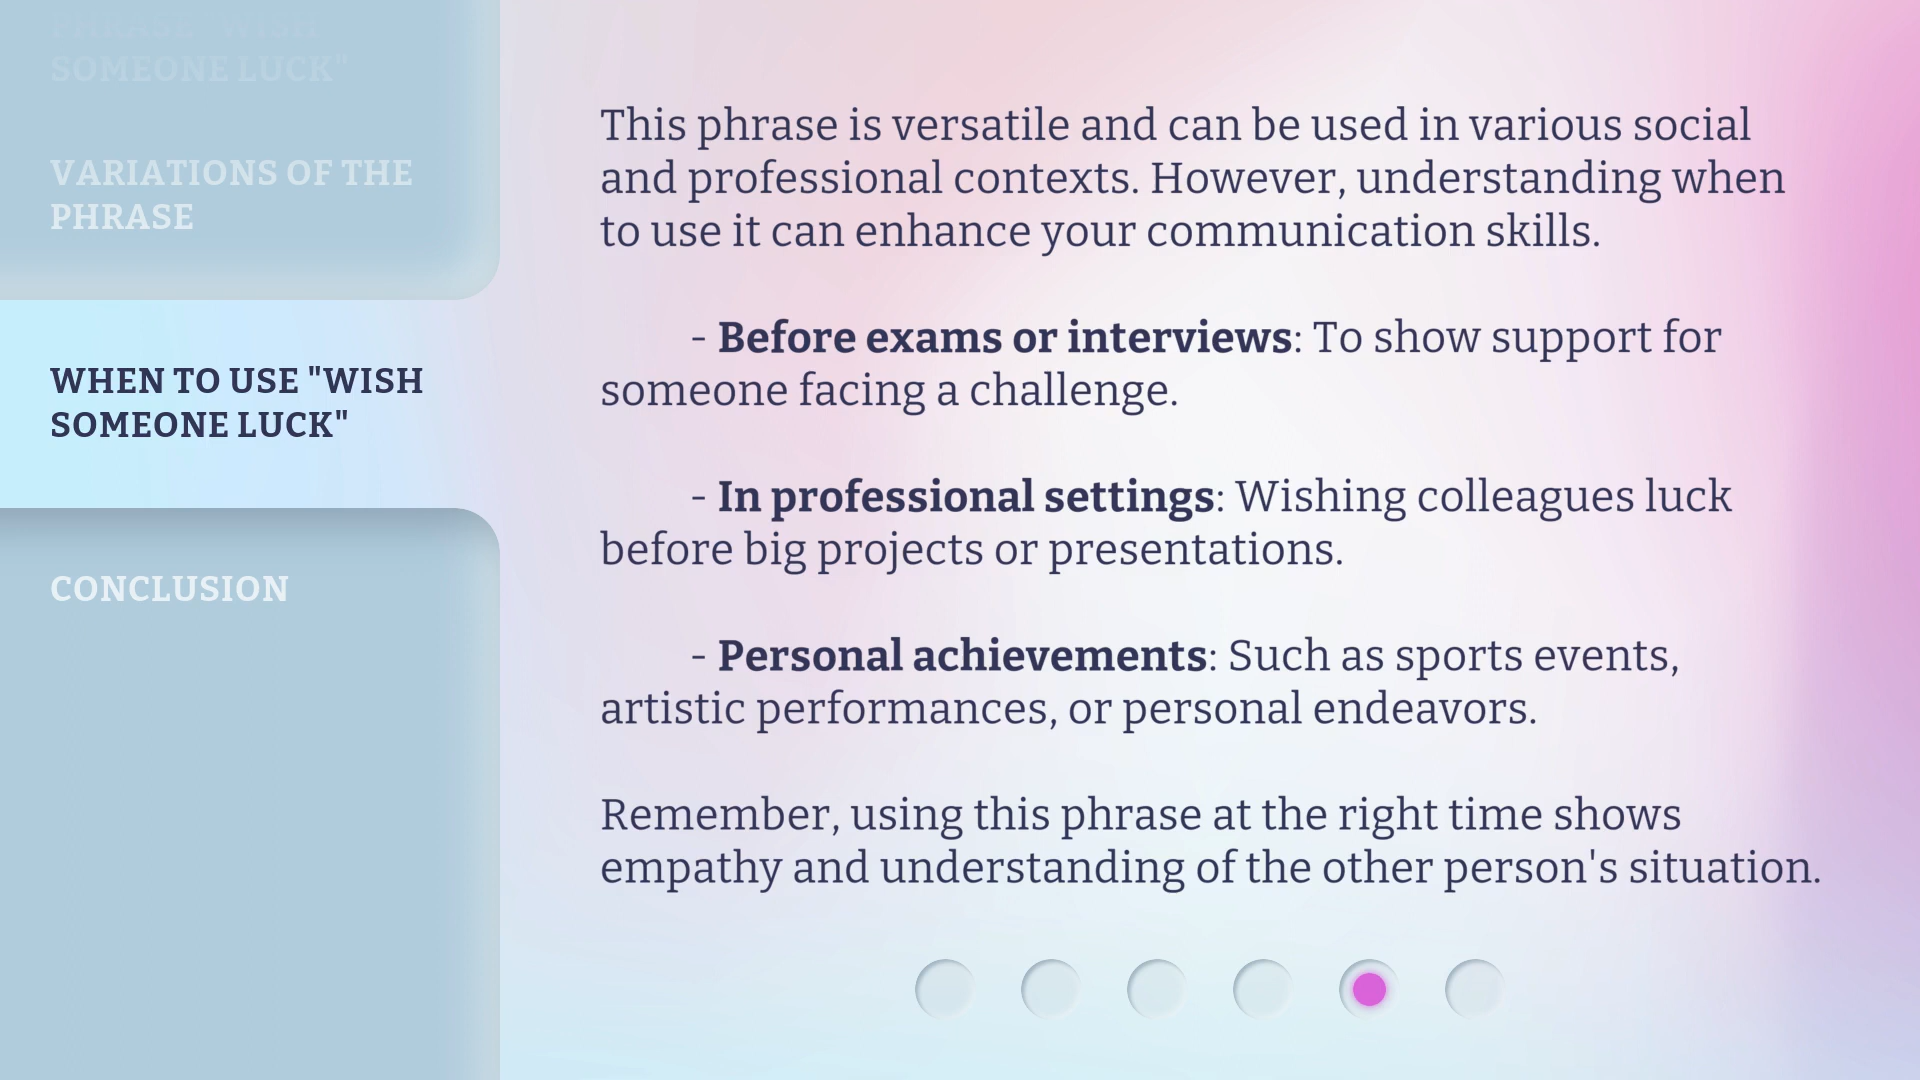 PHRASE "WISH
SOMEONE LUCK"
VARIATIONS OF THE
PHRASE
WHEN TO USE "WISH
SOMEONE LUCK"
CONCLUSION
This phrase is versatile and can be used in various social
and professional contexts. However, understanding when
to use it can enhance your communication skills.
- Before exams or interviews: To show support for
someone facing a challenge.
- In professional settings: Wishing colleagues luck
before big projects or presentations.
- Personal achievements: Such as sports events,
artistic performances, or personal endeavors.
Remember, using this phrase at the right time shows
empathy and understanding of the other person's situation.